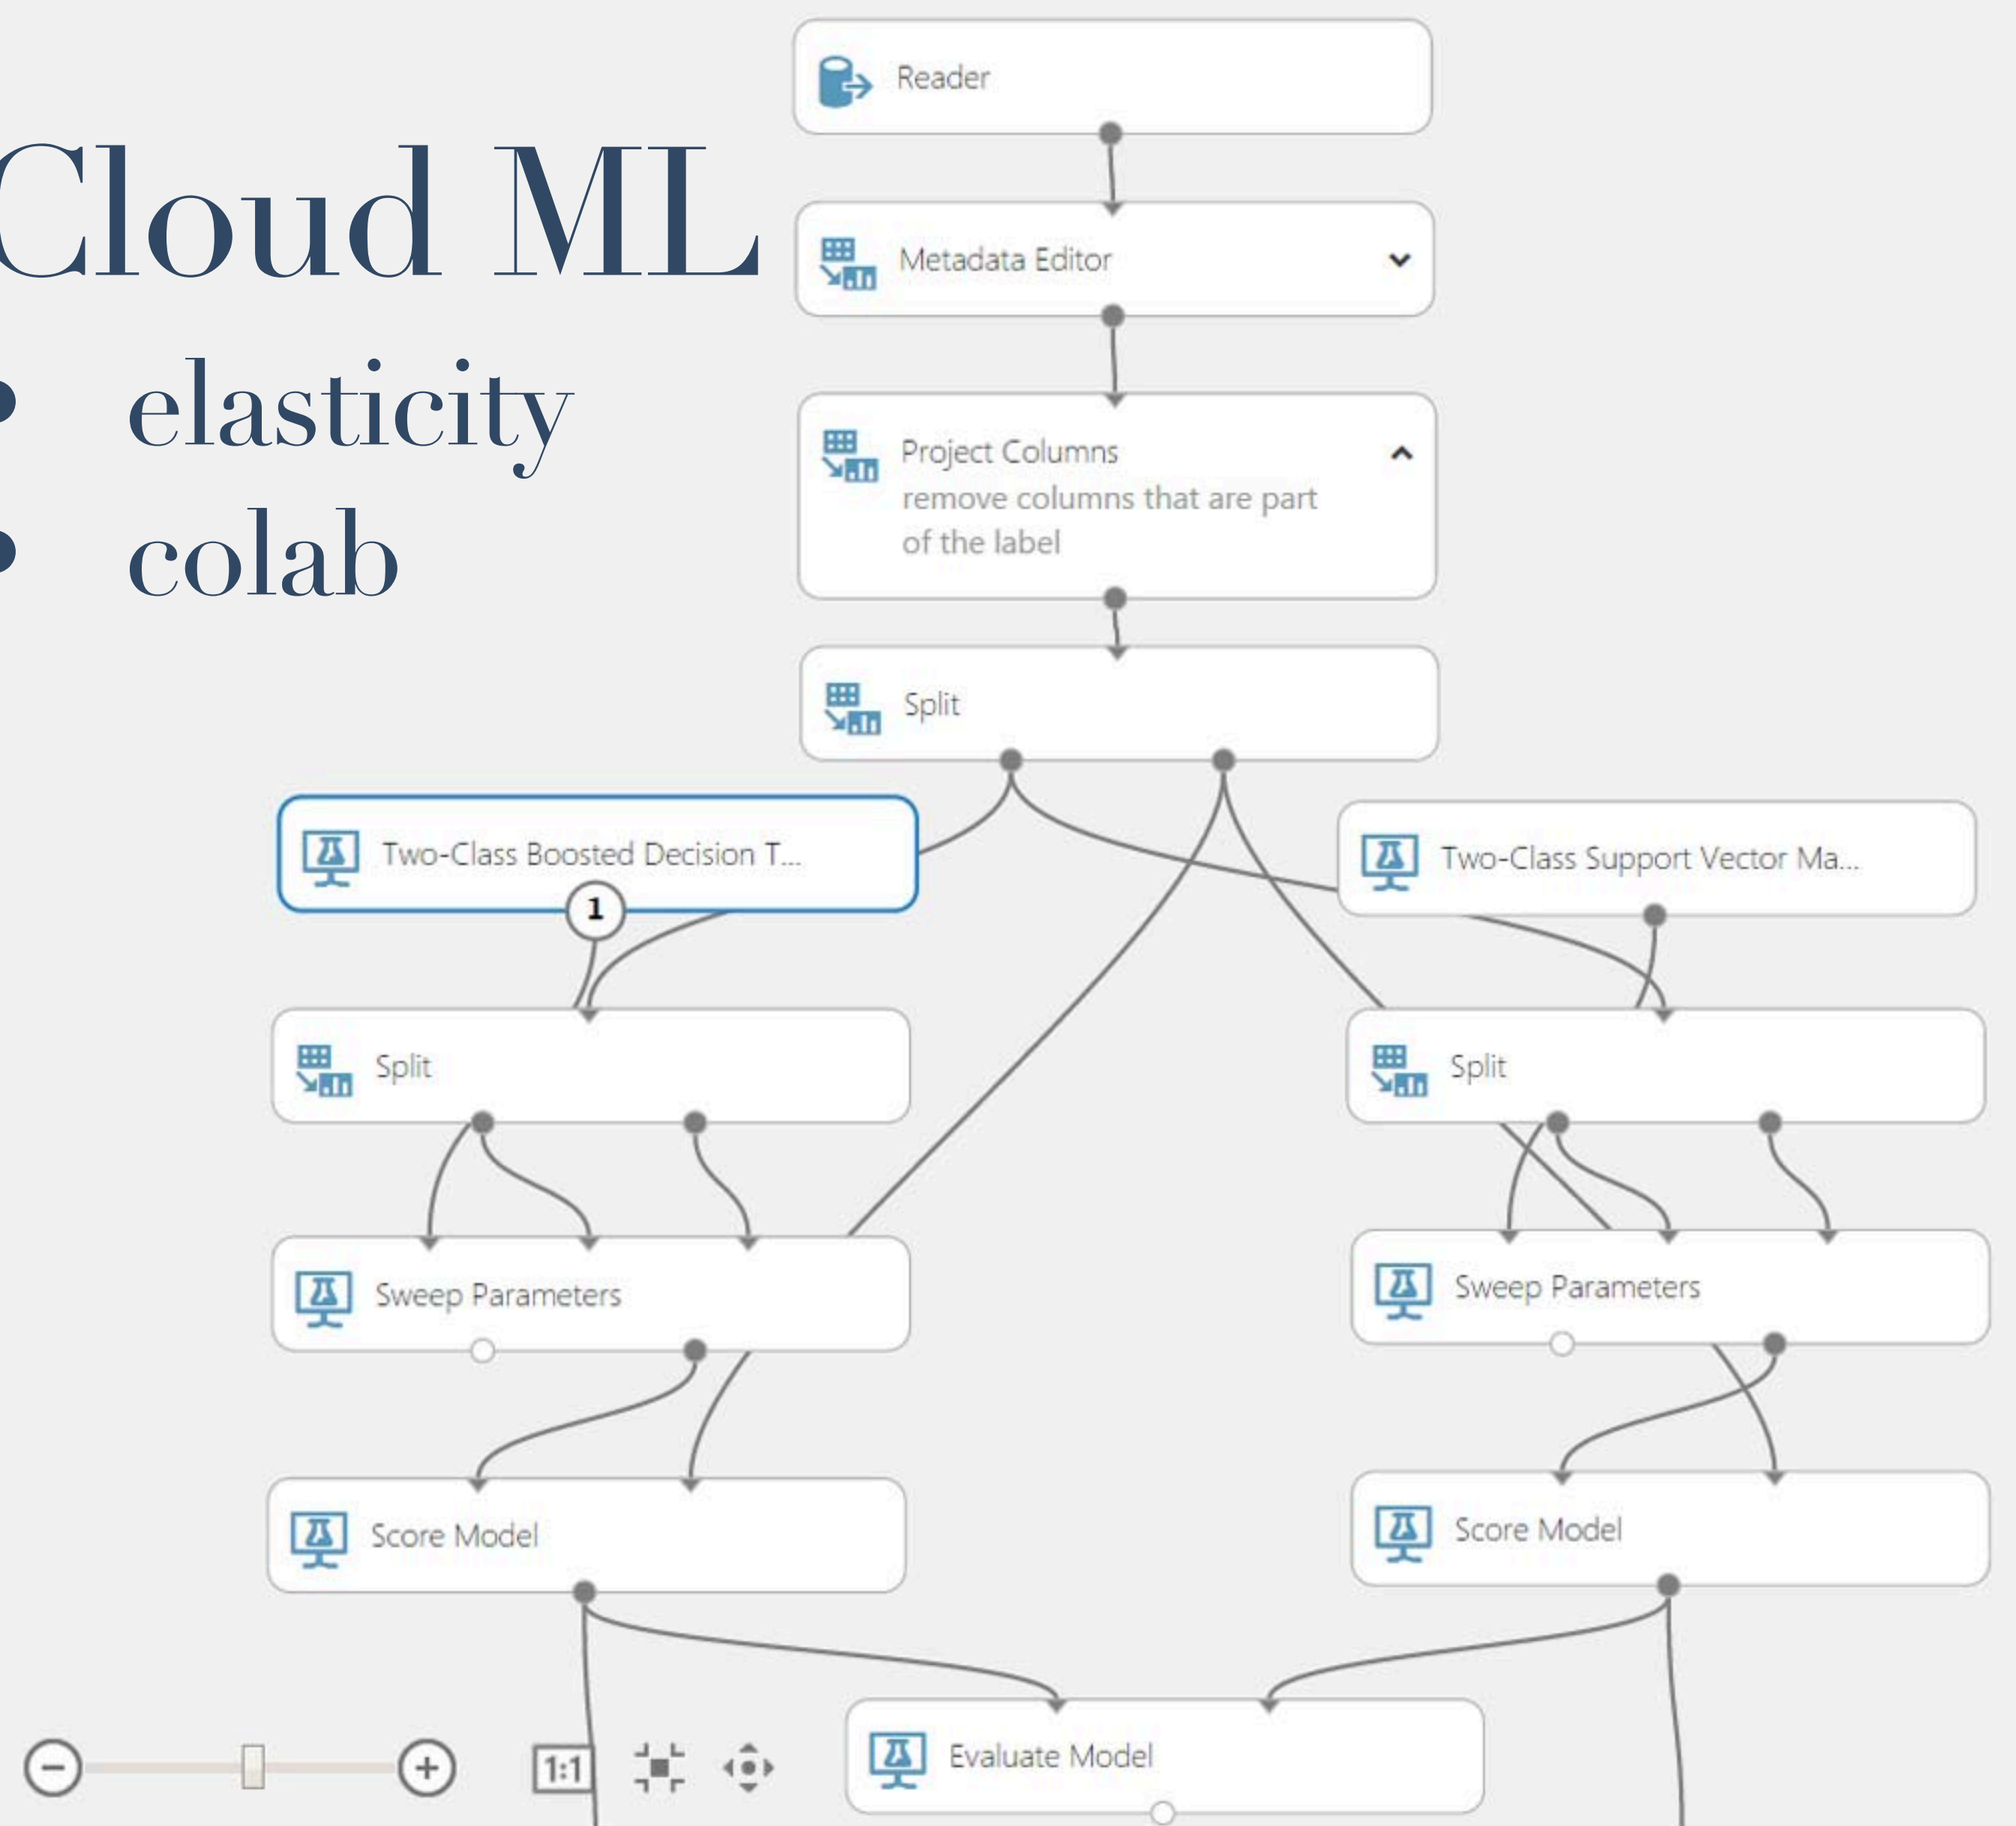 Cloud ML
• elasticity
• colab
Reader
Metadata Editor
Project Columns
remove columns that are part
of the label
Split
Two-Class Boosted Decision T...
1
Two-Class Support Vector Ma...
Split
Split
Sweep Parameters
Sweep Parameters
Score Model
Score Model
Evaluate Model
1:1